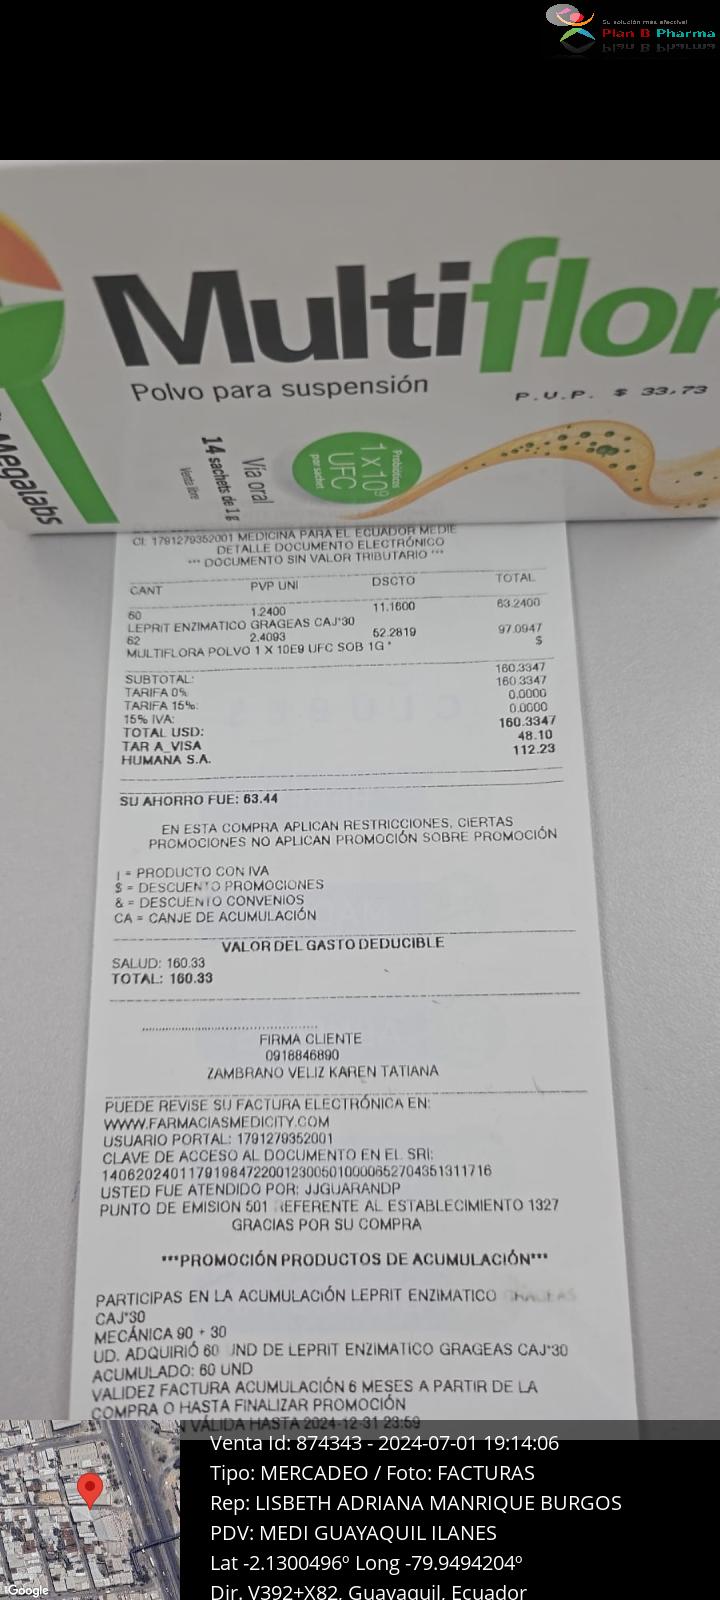 Su solución más efectiva!
Plan B Pharma
Multiflor
Polvo para suspensión
P.V.P. $ 33.73
Megalabs
14 sachets de 1 g
Vía oral
Venta libre
Probióticos
1 X 10⁹
UFC
por sachet
CI: 1791279352001 MEDICINA PARA EL ECUADOR MEDIE
DETALLE DOCUMENTO ELECTRÓNICO
*** DOCUMENTO SIN VALOR TRIBUTARIO ***
CANT PVP UNI DSCTO TOTAL
60 1.2400 11.1600 63.2400
LEPRIT ENZIMATICO GRAGEAS CAJ*30
62 2.4093 52.2819 97.0947
MULTIFLORA POLVO 1 X 10E9 UFC SOB 1G * $
SUBTOTAL: 160.3347
TARIFA 0%: 160.3347
TARIFA 15%: 0.0000
15% IVA: 0.0000
TOTAL USD: 160.3347
TAR A_VISA 48.10
HUMANA S.A. 112.23
SU AHORRO FUE: 63.44
EN ESTA COMPRA APLICAN RESTRICCIONES, CIERTAS
PROMOCIONES NO APLICAN PROMOCIÓN SOBRE PROMOCIÓN
| = PRODUCTO CON IVA
$ = DESCUENTO PROMOCIONES
& = DESCUENTO CONVENIOS
CA = CANJE DE ACUMULACIÓN
VALOR DEL GASTO DEDUCIBLE
SALUD: 160.33
TOTAL: 160.33
FIRMA CLIENTE
0918846890
ZAMBRANO VELIZ KAREN TATIANA
PUEDE REVISE SU FACTURA ELECTRÓNICA EN:
WWW.FARMACIASMEDICITY.COM
USUARIO PORTAL: 1791279352001
CLAVE DE ACCESO AL DOCUMENTO EN EL SRI:
1406202401179198472200123005010000652704351311716
USTED FUE ATENDIDO POR: JJGUARANDP
PUNTO DE EMISION 501 REFERENTE AL ESTABLECIMIENTO 1327
GRACIAS POR SU COMPRA
***PROMOCIÓN PRODUCTOS DE ACUMULACIÓN***
PARTICIPAS EN LA ACUMULACIÓN LEPRIT ENZIMATICO GRAGEAS
CAJ*30
MECÁNICA 90 + 30
UD. ADQUIRIÓ 60 UND DE LEPRIT ENZIMATICO GRAGEAS CAJ*30
ACUMULADO: 60 UND
VALIDEZ FACTURA ACUMULACIÓN 6 MESES A PARTIR DE LA
COMPRA O HASTA FINALIZAR PROMOCIÓN
VÁLIDA HASTA 2024-12-31 23:59
Venta Id: 874343 - 2024-07-01 19:14:06
Tipo: MERCADEO / Foto: FACTURAS
Rep: LISBETH ADRIANA MANRIQUE BURGOS
PDV: MEDI GUAYAQUIL ILANES
Lat -2.1300496º Long -79.9494204º
Dir. V392+X82, Guayaquil, Ecuador
Google